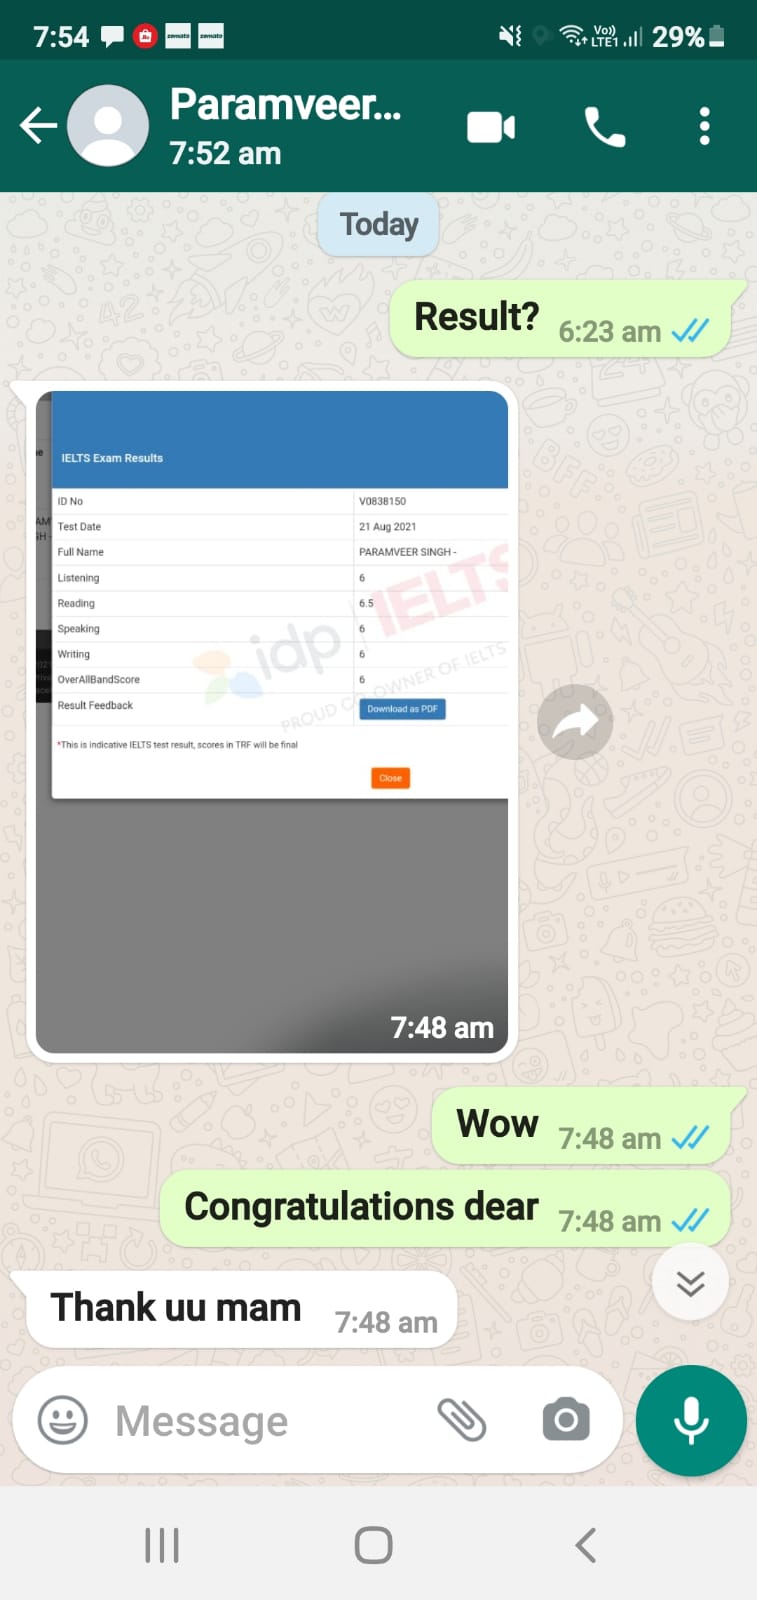 7:54 zomato zomato Vo)) LTE1 29%
Paramveer...
7:52 am
Today
Result? 6:23 am
IELTS Exam Results
ID No V0838150
Test Date 21 Aug 2021
Full Name PARAMVEER SINGH -
Listening 6
Reading 6.5
Speaking 6
Writing 6
OverAllBandScore 6
Result Feedback Download as PDF
idp IELTS
PROUD CO-OWNER OF IELTS
*This is indicative IELTS test result, scores in TRF will be final
Close
7:48 am
Wow 7:48 am
Congratulations dear 7:48 am
Thank uu mam 7:48 am
Message